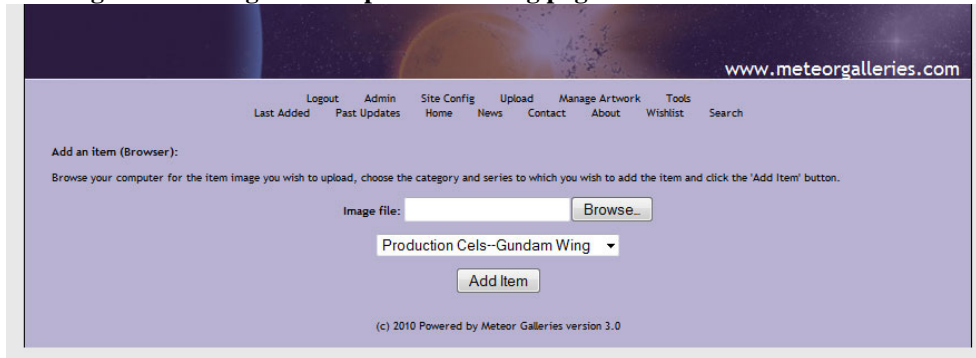 www.meteorgalleries.com
Logout Admin Site Config Upload Manage Artwork Tools
Last Added Past Updates Home News Contact About Wishlist Search
Add an item (Browser):
Browse your computer for the item image you wish to upload, choose the category and series to which you wish to add the item and click the 'Add Item' button.
Image file: Browse...
Production Cels--Gundam Wing
Add Item
(c) 2010 Powered by Meteor Galleries version 3.0